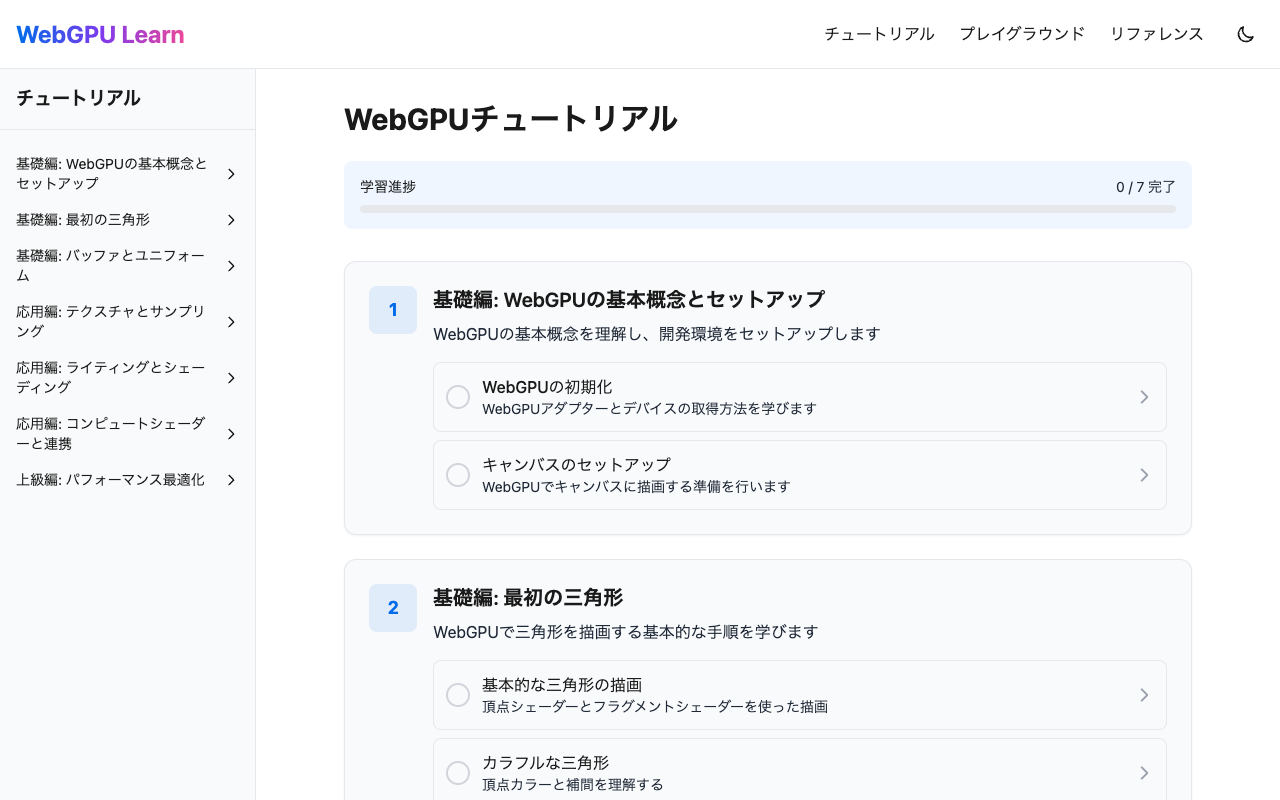 WebGPU Learn
チュートリアル
プレイグラウンド
リファレンス
チュートリアル
基礎編: WebGPUの基本概念と
セットアップ
基礎編: 最初の三角形
基礎編: バッファとユニフォー
ム
応用編: テクスチャとサンプリ
ング
応用編: ライティングとシェー
ディング
応用編: コンピュートシェーダ
ーと連携
上級編: パフォーマンス最適化
WebGPUチュートリアル
学習進捗
0 / 7 完了
1
基礎編: WebGPUの基本概念とセットアップ
WebGPUの基本概念を理解し、開発環境をセットアップします
WebGPUの初期化
WebGPUアダプターとデバイスの取得方法を学びます
キャンバスのセットアップ
WebGPUでキャンバスに描画する準備を行います
2
基礎編: 最初の三角形
WebGPUで三角形を描画する基本的な手順を学びます
基本的な三角形の描画
頂点シェーダーとフラグメントシェーダーを使った描画
カラフルな三角形
頂点カラーと補間を理解する